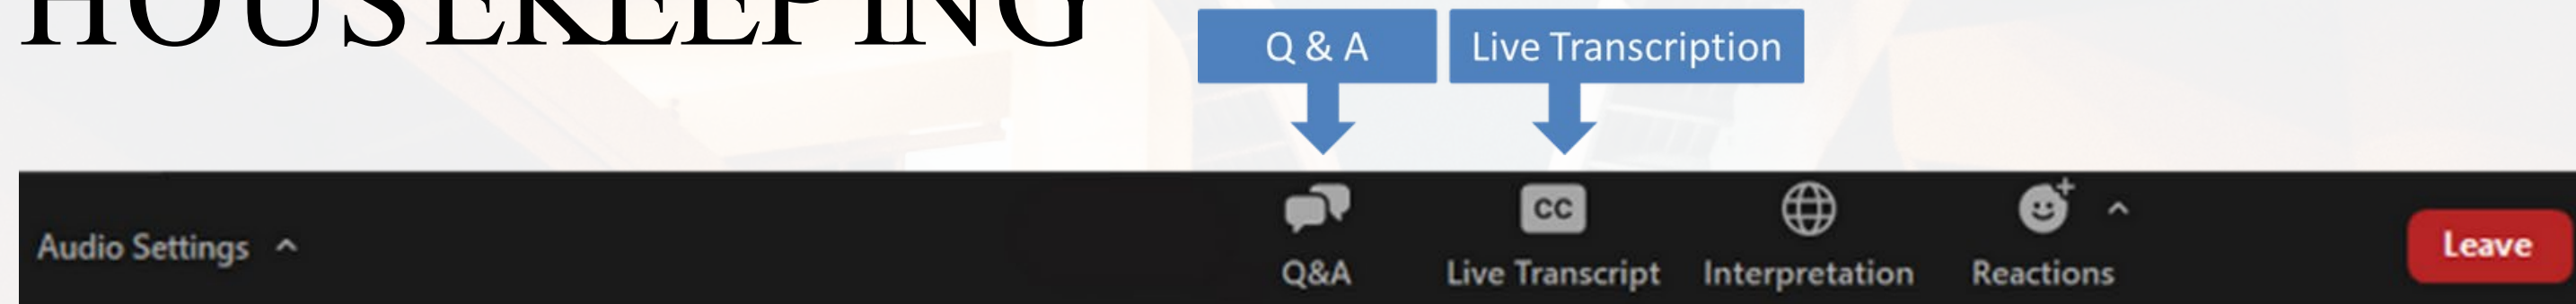 HOUSEKEEPING
Q & A
Live Transcription
Audio Settings
CC
Q&A
Live Transcript
Interpretation
Reactions
Leave